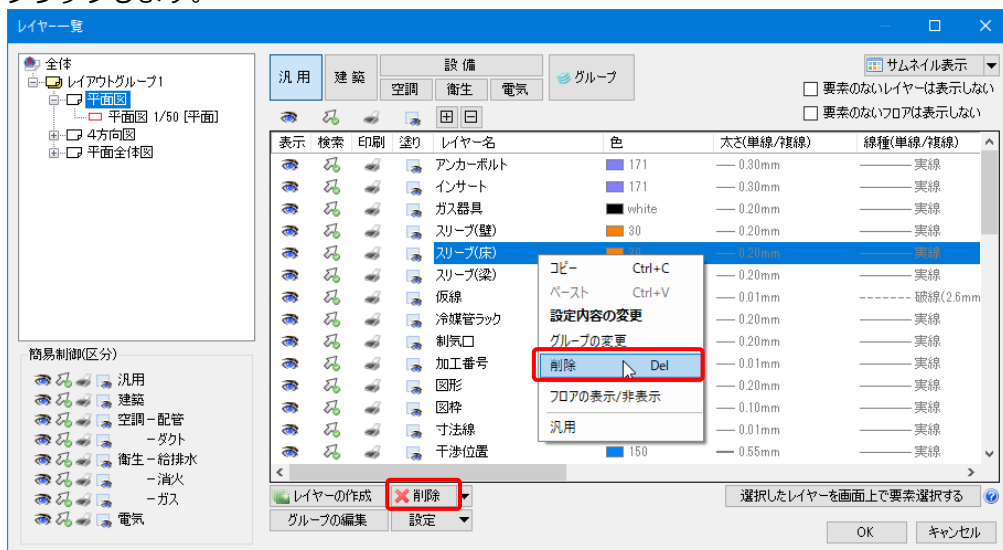 クリックします。
レイヤー一覧
全体
レイアウトグループ1
平面図
平面図 1/50 [平面]
4方向図
平面全体図
汎用 建築 設備 グループ
空調 衛生 電気
サムネイル表示
要素のないレイヤーは表示しない
要素のないフロアは表示しない
表示 検索 印刷 塗り レイヤー名 色 太さ(単線/複線) 線種(単線/複線)
アンカーボルト 171 0.30mm 実線
インサート 171 0.30mm 実線
ガス器具 white 0.20mm 実線
スリーブ(壁) 30 0.20mm 実線
スリーブ(床) 30 0.20mm 実線
スリーブ(梁) 0.20mm 実線
仮線 0.01mm 破線(2.6mm
冷媒管ラック 0.20mm 実線
制気口 0.20mm 実線
加工番号 0.01mm 実線
図形 0.20mm 実線
図枠 0.10mm 実線
寸法線 0.01mm 実線
干渉位置 150 0.55mm 実線
コピー Ctrl+C
ペースト Ctrl+V
設定内容の変更
グループの変更
削除 Del
フロアの表示/非表示
汎用
簡易制御(区分)
汎用
建築
空調－配管
－ダクト
衛生－給排水
－消火
－ガス
電気
レイヤーの作成 削除 選択したレイヤーを画面上で要素選択する
グループの編集 設定
OK キャンセル